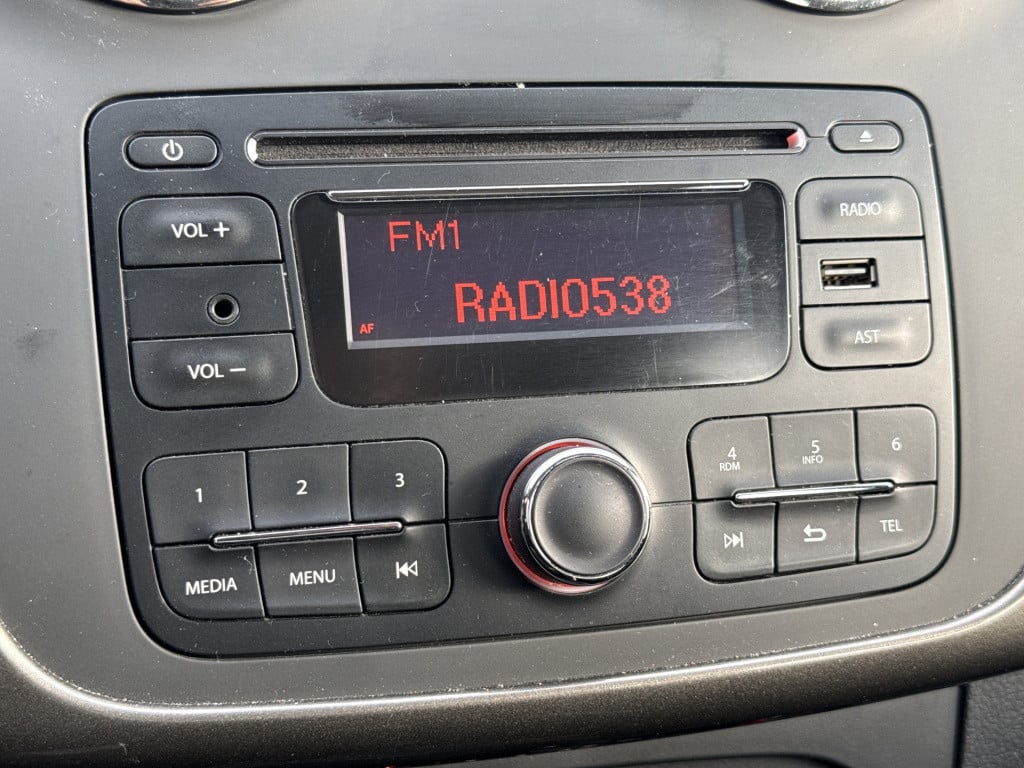 VOL +
VOL −
FM1
RADIO538
AF
RADIO
AST
1
2
3
MEDIA
MENU
4
RDM
5
INFO
6
TEL